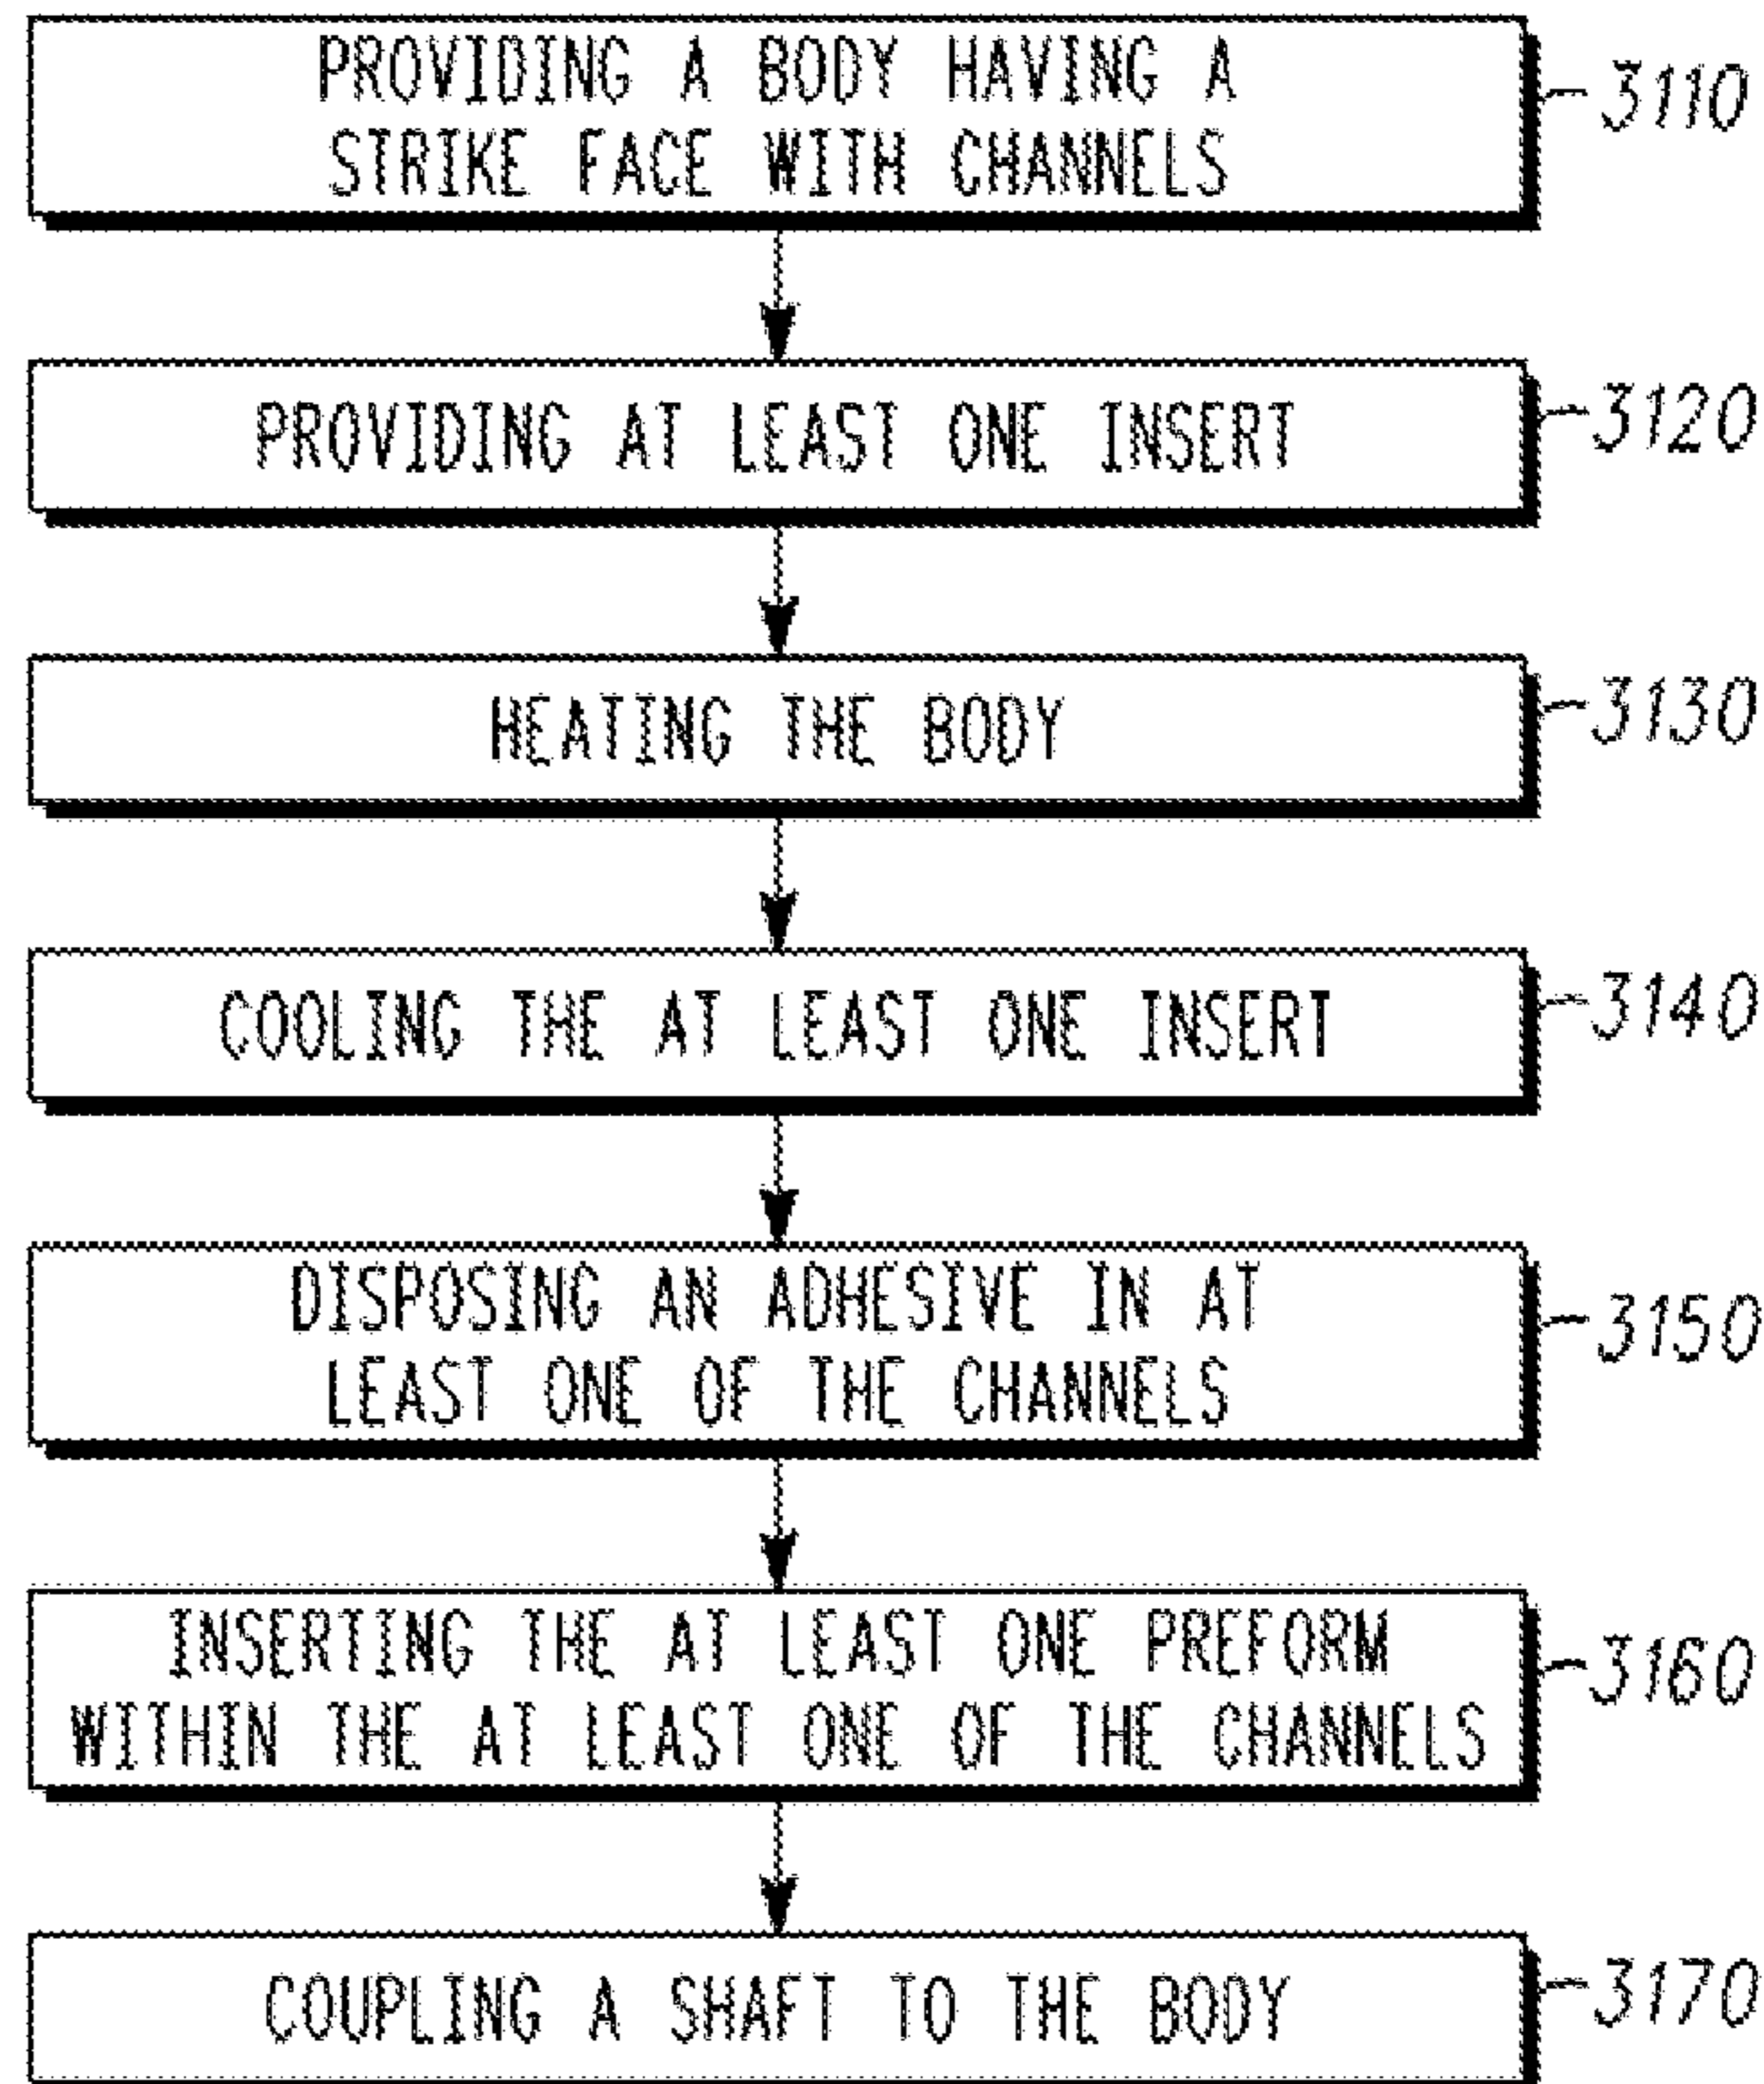 PROVIDING A BODY HAVING A
STRIKE FACE WITH CHANNELS
3110
PROVIDING AT LEAST ONE INSERT
3120
HEATING THE BODY
3130
COOLING THE AT LEAST ONE INSERT
3140
DISPOSING AN ADHESIVE IN AT
LEAST ONE OF THE CHANNELS
3150
INSERTING THE AT LEAST ONE PREFORM
WITHIN THE AT LEAST ONE OF THE CHANNELS
3160
COUPLING A SHAFT TO THE BODY
3170